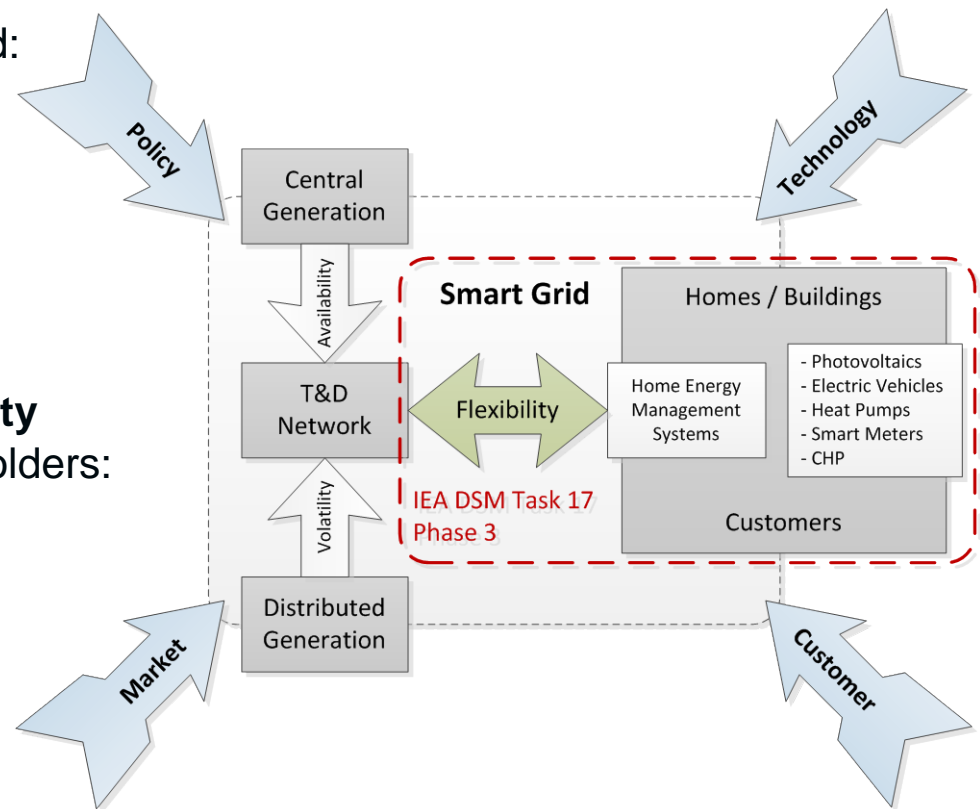 d:
Policy
Technology
Central
Generation
Availability
Smart Grid
Homes / Buildings
T&D
Network
Flexibility
Home Energy
Management
Systems
- Photovoltaics
- Electric Vehicles
- Heat Pumps
- Smart Meters
- CHP
ty
olders:
IEA DSM Task 17
Phase 3
Volatility
Customers
Distributed
Generation
Market
Customer